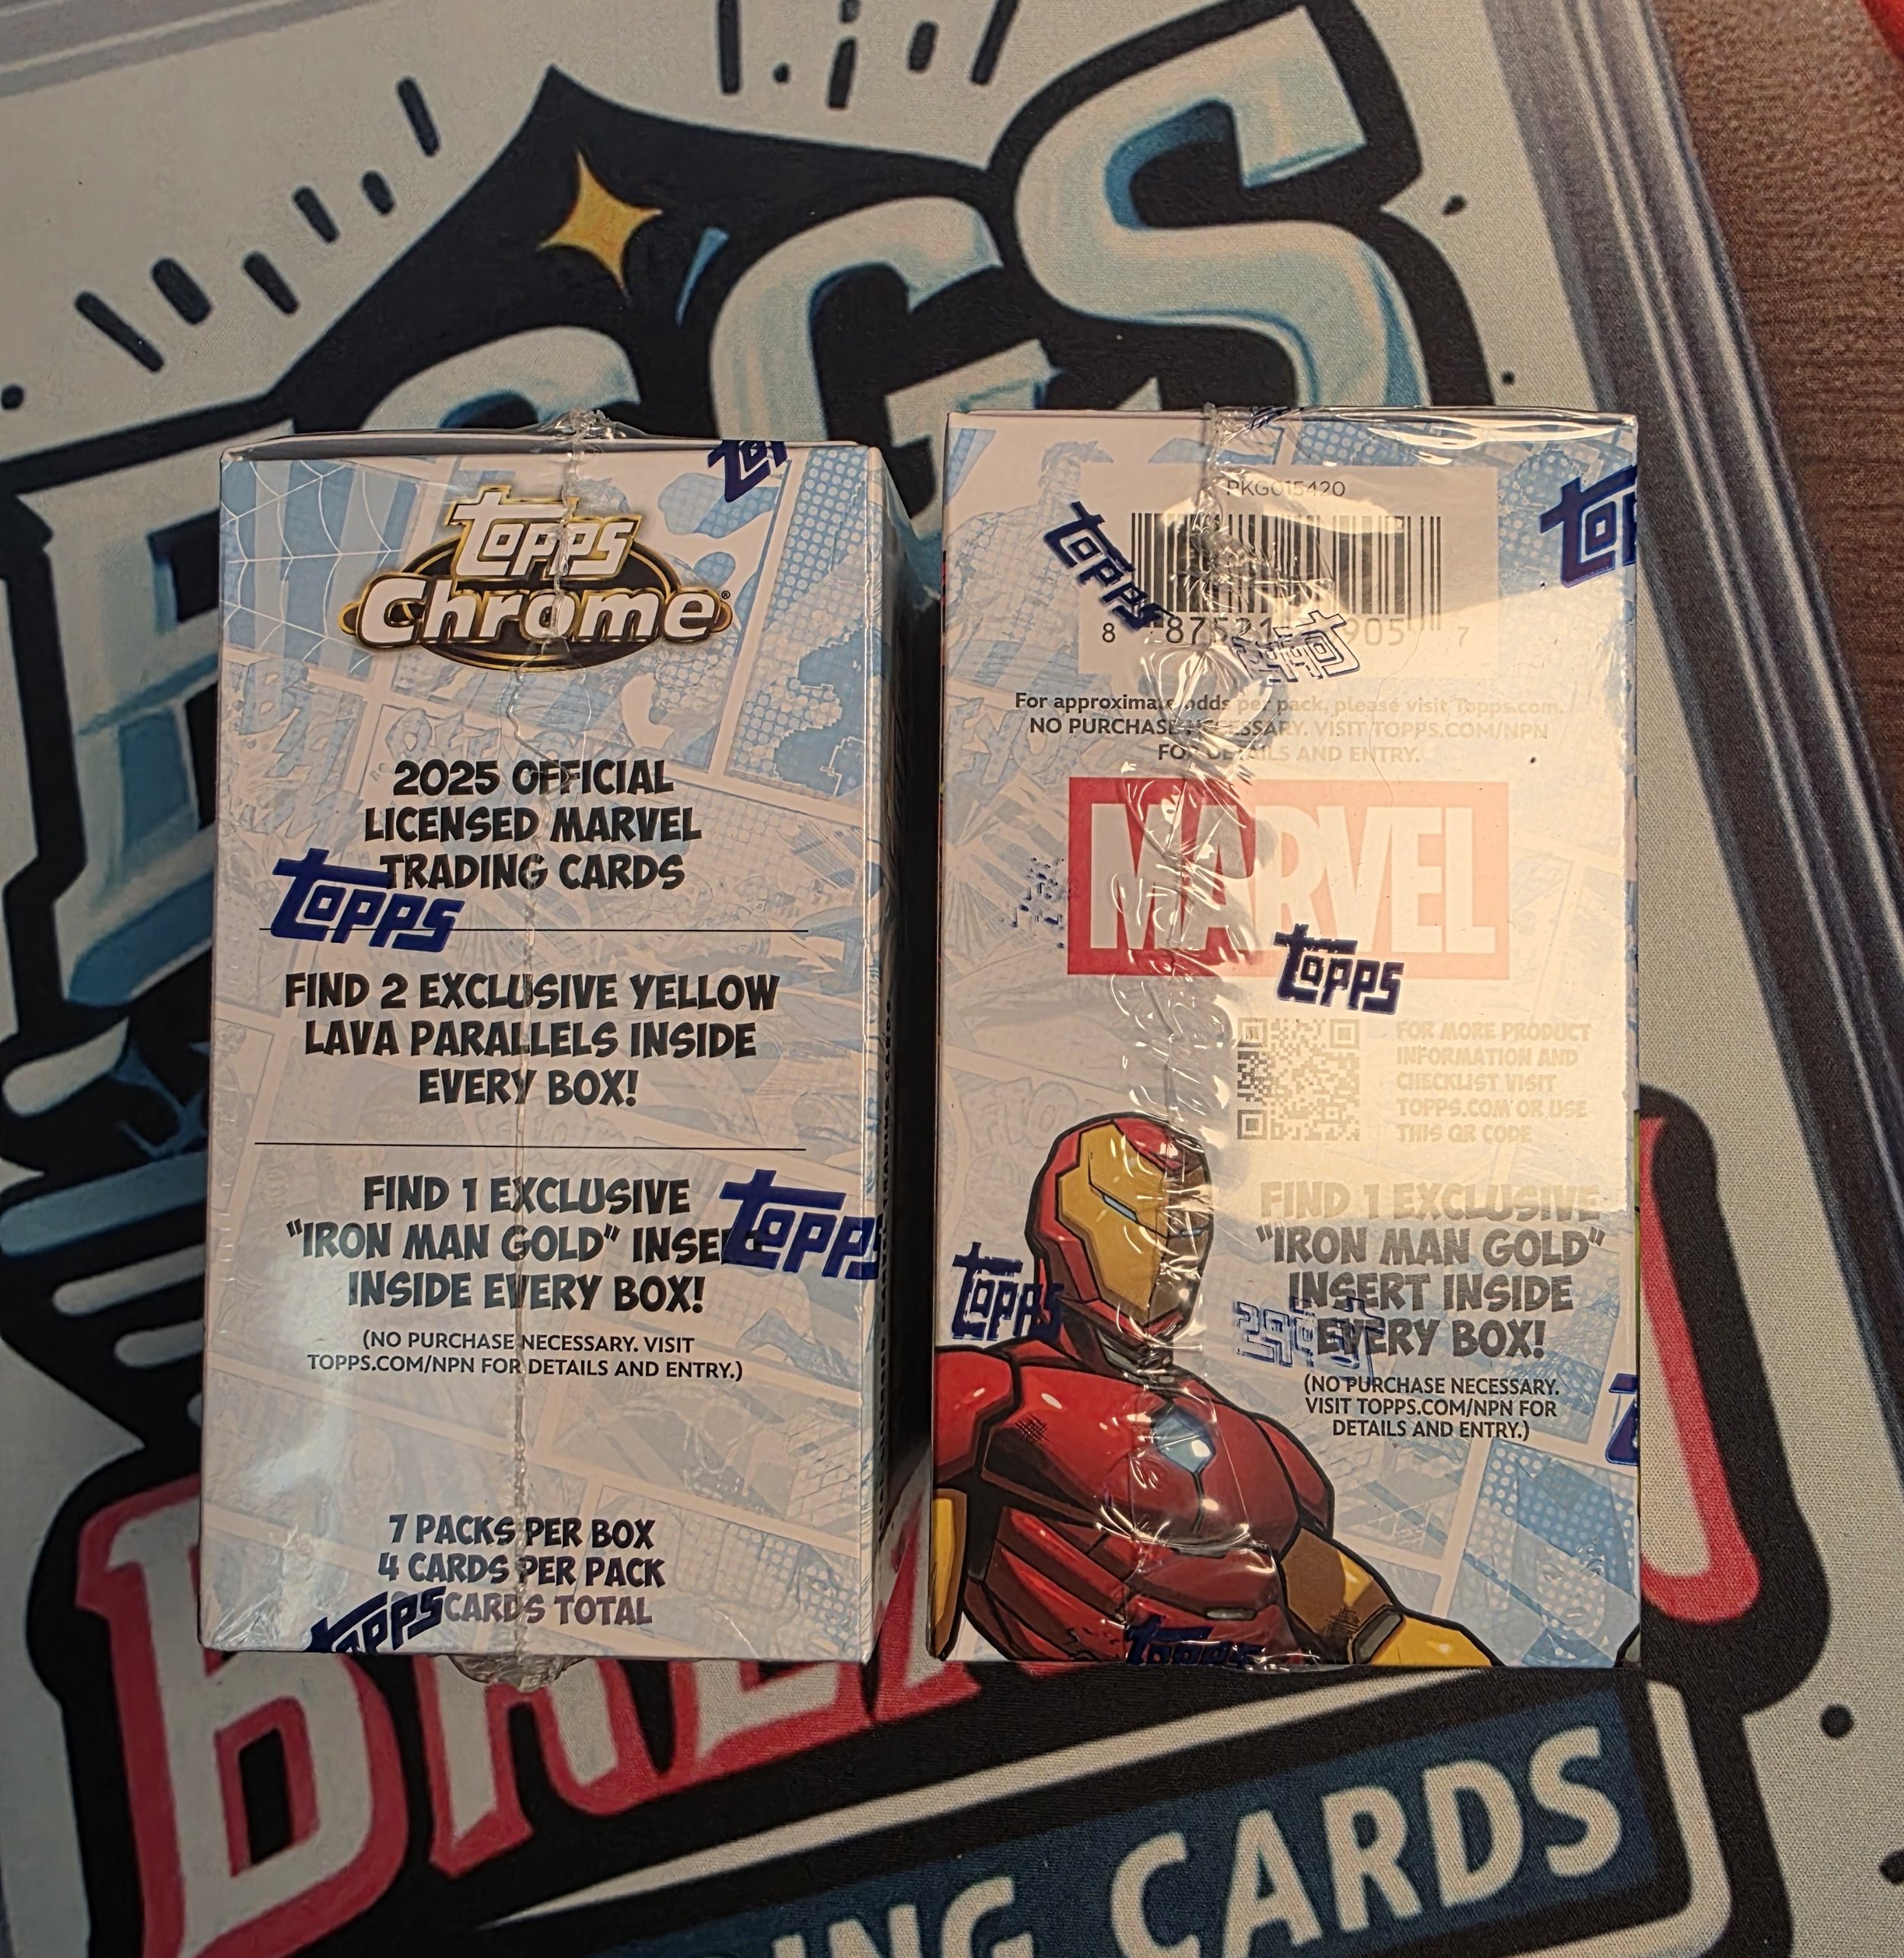 Topps
Chrome®
2025 OFFICIAL
LICENSED MARVEL
TRADING CARDS
Topps
FIND 2 EXCLUSIVE YELLOW
LAVA PARALLELS INSIDE
EVERY BOX!
FIND 1 EXCLUSIVE
"IRON MAN GOLD"
Topps
INSIDE EVERY BOX!
(NO PURCHASE NECESSARY. VISIT
TOPPS.COM/NPN FOR DETAILS AND ENTRY.)
7 PACKS PER BOX
4 CARDS PER PACK
CARDS TOTAL
Topps
PKG015420
Topps
8 7
For approximate odds per pack, please visit Topps.com.
NO PURCHASE NECESSARY. VISIT TOPPS.COM/NPN
FOR DETAILS AND ENTRY.
MARVEL
Topps
FOR MORE PRODUCT
INFORMATION AND
CHECKLIST VISIT
TOPPS.COM OR USE
THIS QR CODE
FIND 1 EXCLUSIVE
"IRON MAN GOLD"
INSERT INSIDE
EVERY BOX!
Topps
(NO PURCHASE NECESSARY.
VISIT TOPPS.COM/NPN FOR
DETAILS AND ENTRY.)
Topps
CARDS